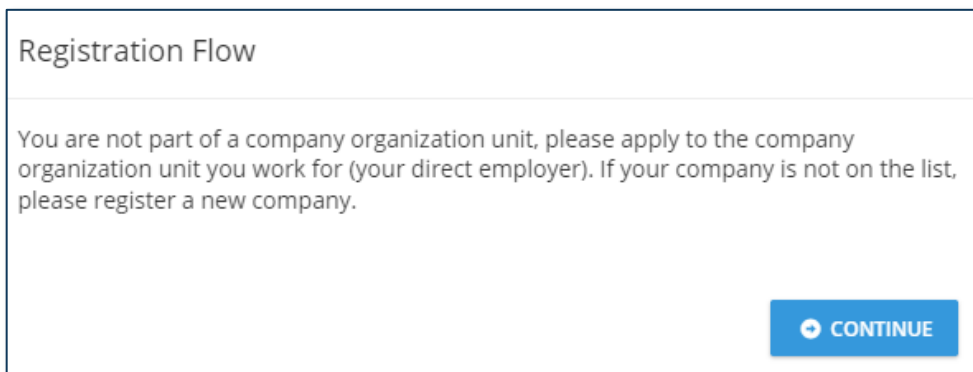 Registration Flow
You are not part of a company organization unit, please apply to the company
organization unit you work for (your direct employer). If your company is not on the list,
please register a new company.
CONTINUE